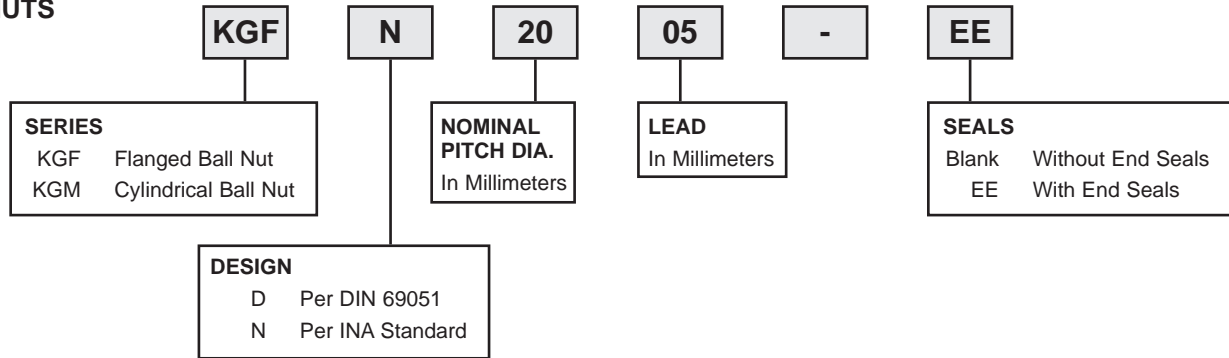 UTS
KGF N 20 05 - EE
SERIES
KGF Flanged Ball Nut
KGM Cylindrical Ball Nut
NOMINAL
PITCH DIA.
In Millimeters
LEAD
In Millimeters
SEALS
Blank Without End Seals
EE With End Seals
DESIGN
D Per DIN 69051
N Per INA Standard